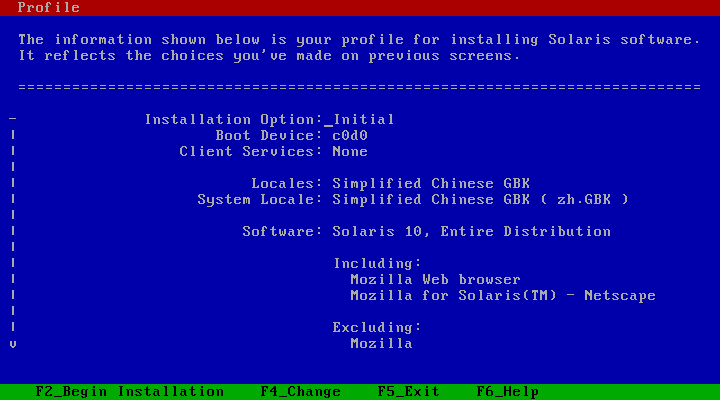 Profile
The information shown below is your profile for installing Solaris software.
It reflects the choices you've made on previous screens.
============================================================================
Installation Option:_Initial
Boot Device: c0d0
Client Services: None
Locales: Simplified Chinese GBK
System Locale: Simplified Chinese GBK ( zh.GBK )
Software: Solaris 10, Entire Distribution
Including:
Mozilla Web browser
Mozilla for Solaris(TM) - Netscape
Excluding:
Mozilla
F2_Begin Installation F4_Change F5_Exit F6_Help